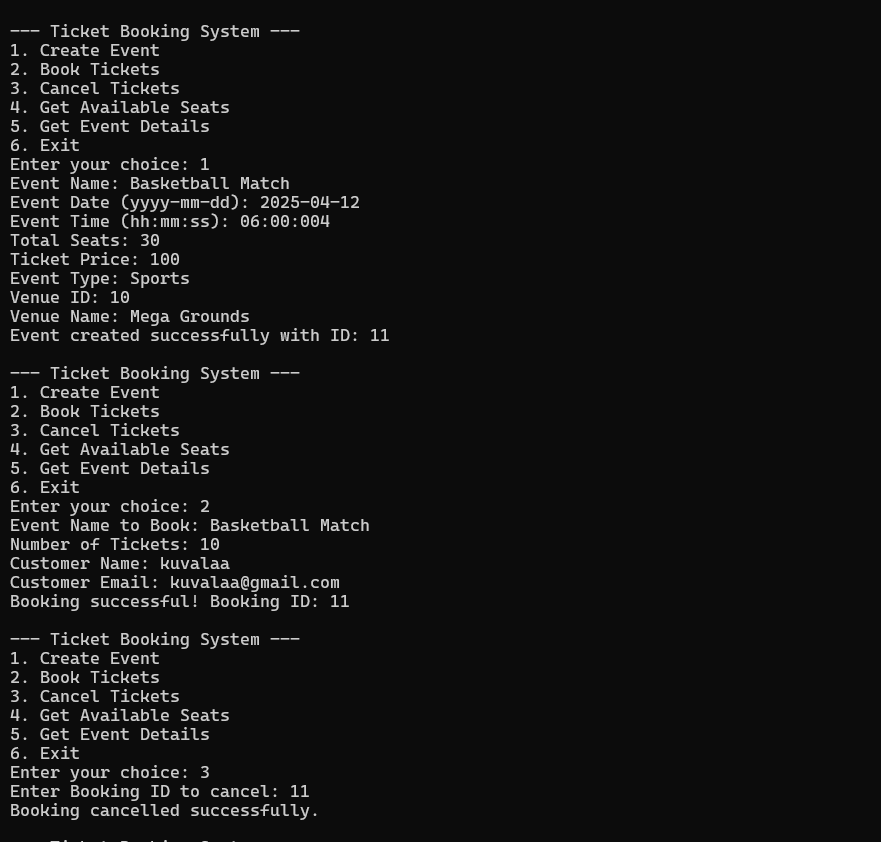 --- Ticket Booking System ---
1. Create Event
2. Book Tickets
3. Cancel Tickets
4. Get Available Seats
5. Get Event Details
6. Exit
Enter your choice: 1
Event Name: Basketball Match
Event Date (yyyy-mm-dd): 2025-04-12
Event Time (hh:mm:ss): 06:00:004
Total Seats: 30
Ticket Price: 100
Event Type: Sports
Venue ID: 10
Venue Name: Mega Grounds
Event created successfully with ID: 11
--- Ticket Booking System ---
1. Create Event
2. Book Tickets
3. Cancel Tickets
4. Get Available Seats
5. Get Event Details
6. Exit
Enter your choice: 2
Event Name to Book: Basketball Match
Number of Tickets: 10
Customer Name: kuvalaa
Customer Email: kuvalaa@gmail.com
Booking successful! Booking ID: 11
--- Ticket Booking System ---
1. Create Event
2. Book Tickets
3. Cancel Tickets
4. Get Available Seats
5. Get Event Details
6. Exit
Enter your choice: 3
Enter Booking ID to cancel: 11
Booking cancelled successfully.